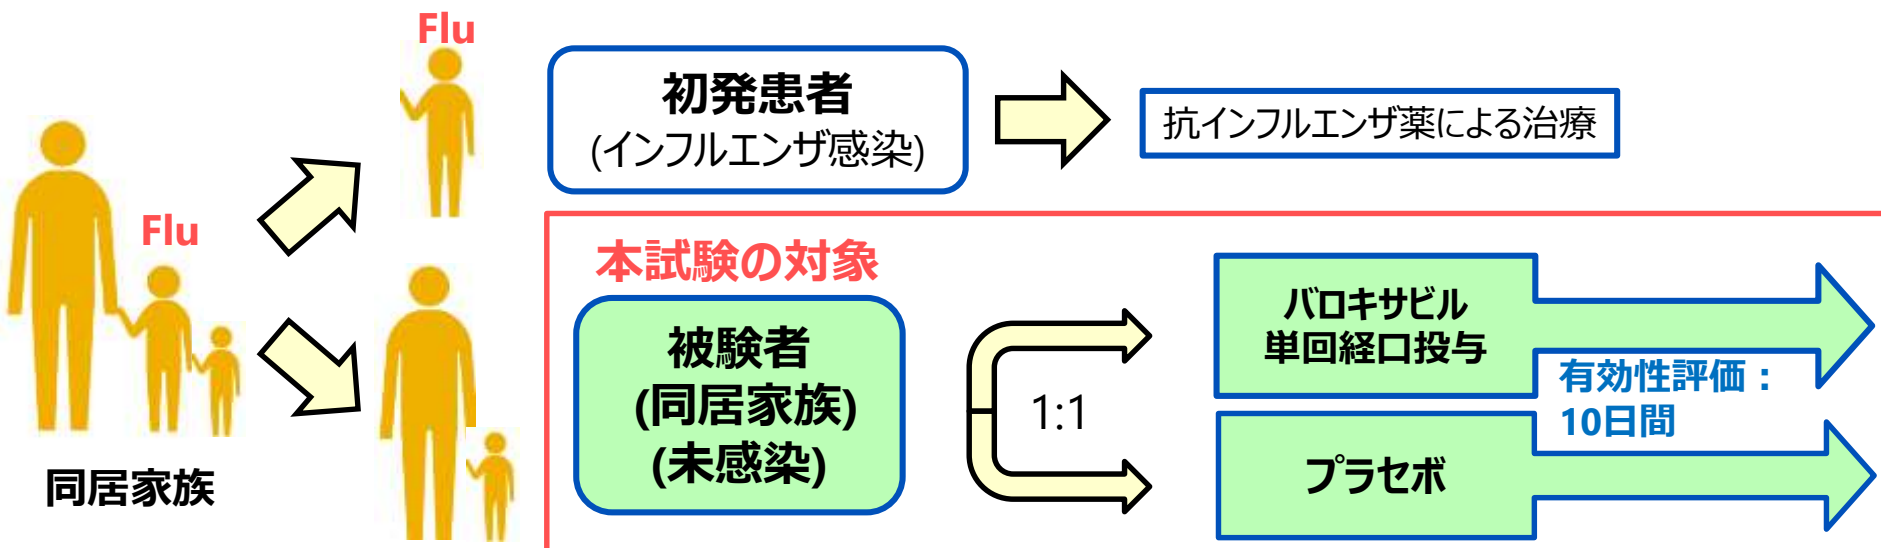 Flu
初発患者
(インフルエンザ感染)
抗インフルエンザ薬による治療
Flu
同居家族
本試験の対象
被験者
(同居家族)
(未感染)
1:1
バロキサビル
単回経口投与
プラセボ
有効性評価：
10日間